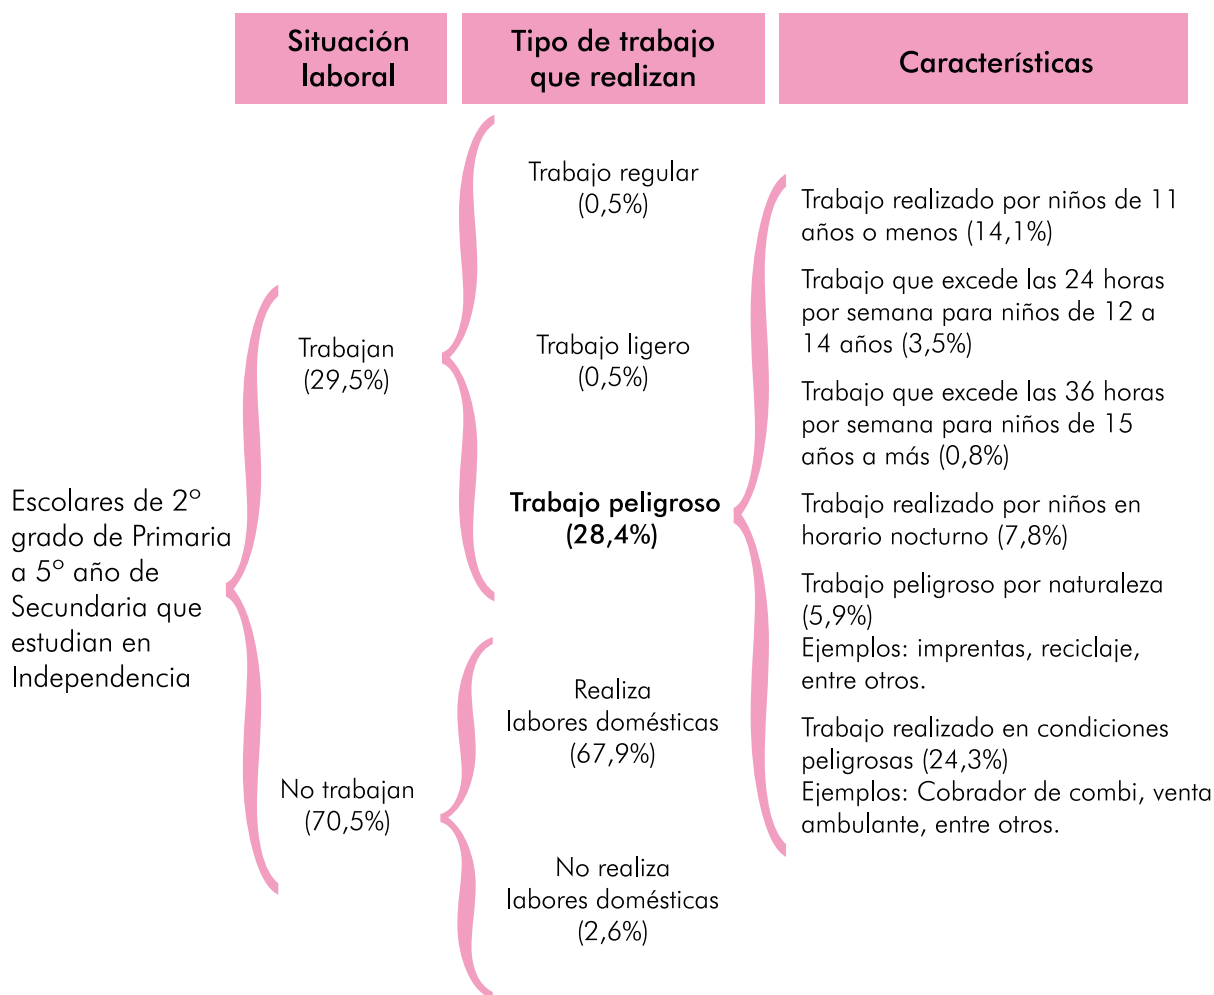 Situación
laboral
Tipo de trabajo
que realizan
Características
Escolares de 2º
grado de Primaria
a 5º año de
Secundaria que
estudian en
Independencia
Trabajan
(29,5%)
No trabajan
(70,5%)
Trabajo regular
(0,5%)
Trabajo ligero
(0,5%)
Trabajo peligroso
(28,4%)
Realiza
labores domésticas
(67,9%)
No realiza
labores domésticas
(2,6%)
Trabajo realizado por niños de 11
años o menos (14,1%)
Trabajo que excede las 24 horas
por semana para niños de 12 a
14 años (3,5%)
Trabajo que excede las 36 horas
por semana para niños de 15
años a más (0,8%)
Trabajo realizado por niños en
horario nocturno (7,8%)
Trabajo peligroso por naturaleza
(5,9%)
Ejemplos: imprentas, reciclaje,
entre otros.
Trabajo realizado en condiciones
peligrosas (24,3%)
Ejemplos: Cobrador de combi, venta
ambulante, entre otros.